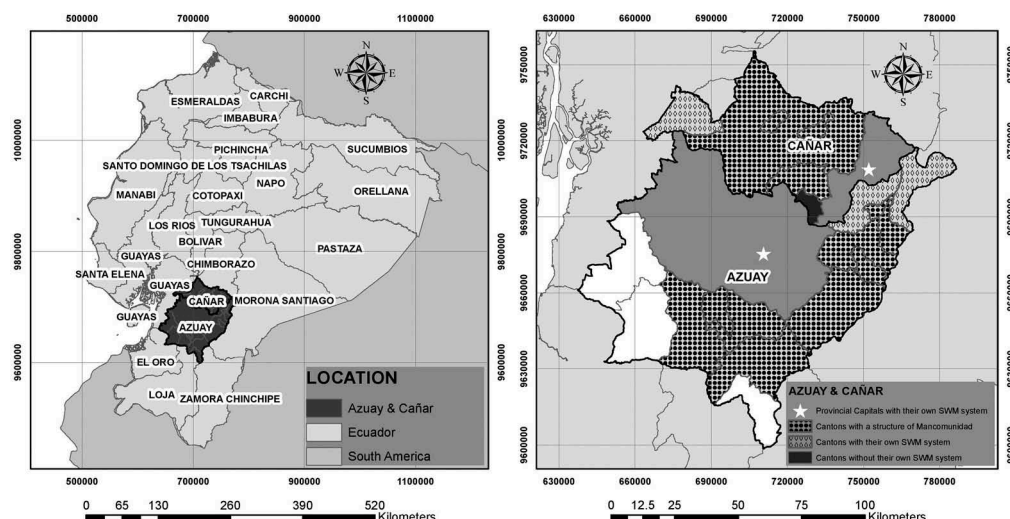 500000 700000 900000 1100000
N
W E
S
ESMERALDAS
CARCHI
IMBABURA
PICHINCHA
SUCUMBIOS
SANTO DOMINGO DE LOS TSACHILAS
NAPO
ORELLANA
MANABI
COTOPAXI
LOS RIOS
TUNGURAHUA
BOLIVAR
PASTAZA
GUAYAS
CHIMBORAZO
SANTA ELENA
GUAYAS
CAÑAR
MORONA SANTIAGO
GUAYAS
AZUAY
EL ORO
LOJA
ZAMORA CHINCHIPE
10000000
9800000
9600000
LOCATION
Azuay & Cañar
Ecuador
South America
500000 700000 900000 1100000
0 65 130 260 390 520
Kilometers
630000 660000 690000 720000 750000 780000
N
W E
S
9750000
9720000
9690000
9660000
9630000
9600000
CAÑAR
AZUAY
AZUAY & CAÑAR
Provincial Capitals with their own SWM system
Cantons with a structure of Mancomunidad
Cantons with their own SWM system
Cantons without their own SWM system
630000 660000 690000 720000 750000 780000
0 12.5 25 50 75 100
Kilometers